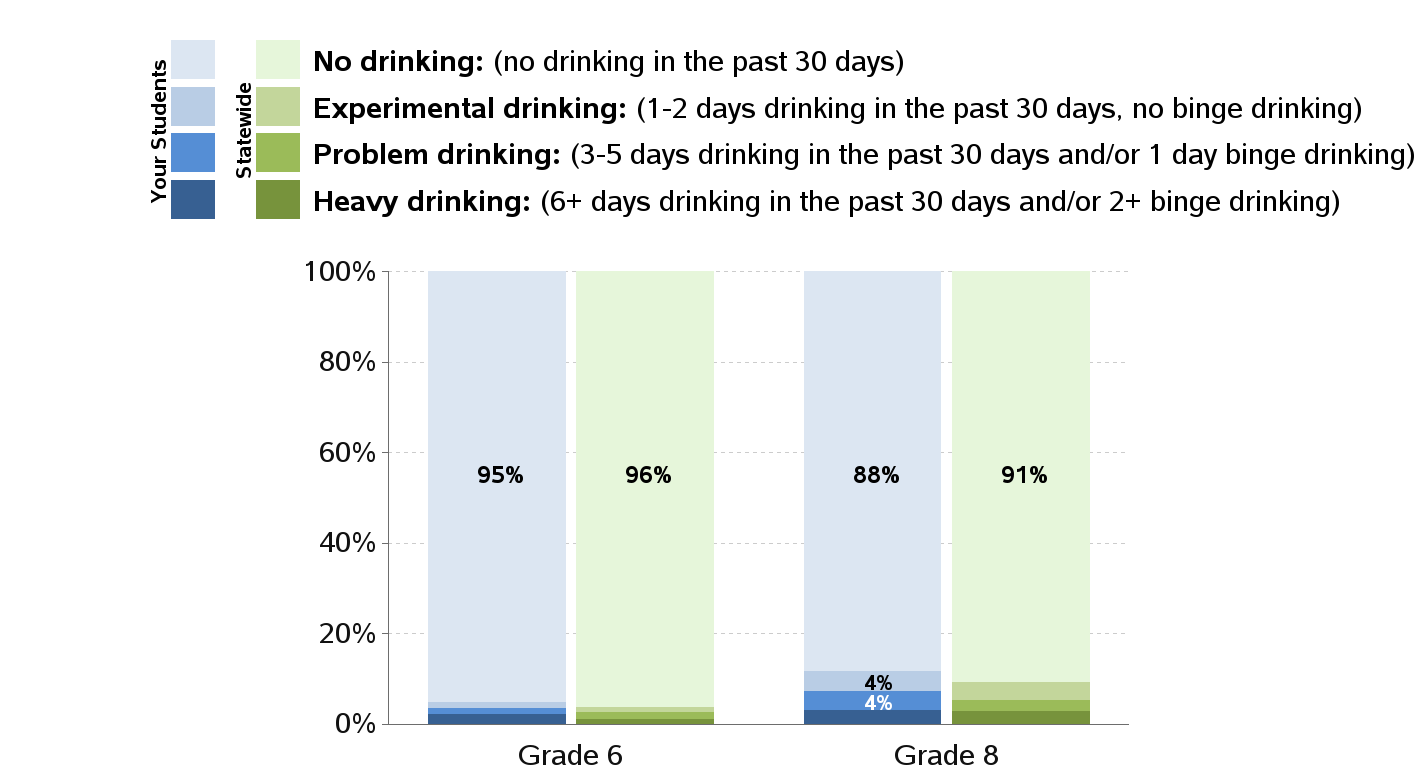 Your Students
Statewide
No drinking: (no drinking in the past 30 days)
Experimental drinking: (1-2 days drinking in the past 30 days, no binge drinking)
Problem drinking: (3-5 days drinking in the past 30 days and/or 1 day binge drinking)
Heavy drinking: (6+ days drinking in the past 30 days and/or 2+ binge drinking)
100%
80%
60%
95% 96% 88% 91%
40%
20%
4%
4%
0%
Grade 6 Grade 8